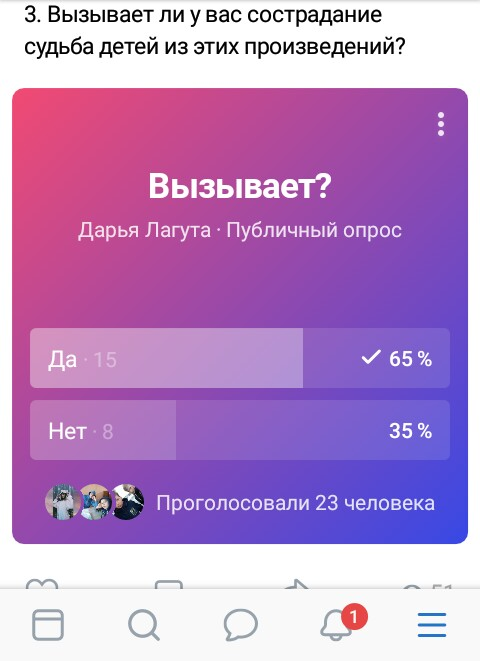 3. Вызывает ли у вас сострадание
судьба детей из этих произведений?
Вызывает?
Дарья Лагута · Публичный опрос
Да · 15
65 %
Нет · 8
35 %
Проголосовали 23 человека
1